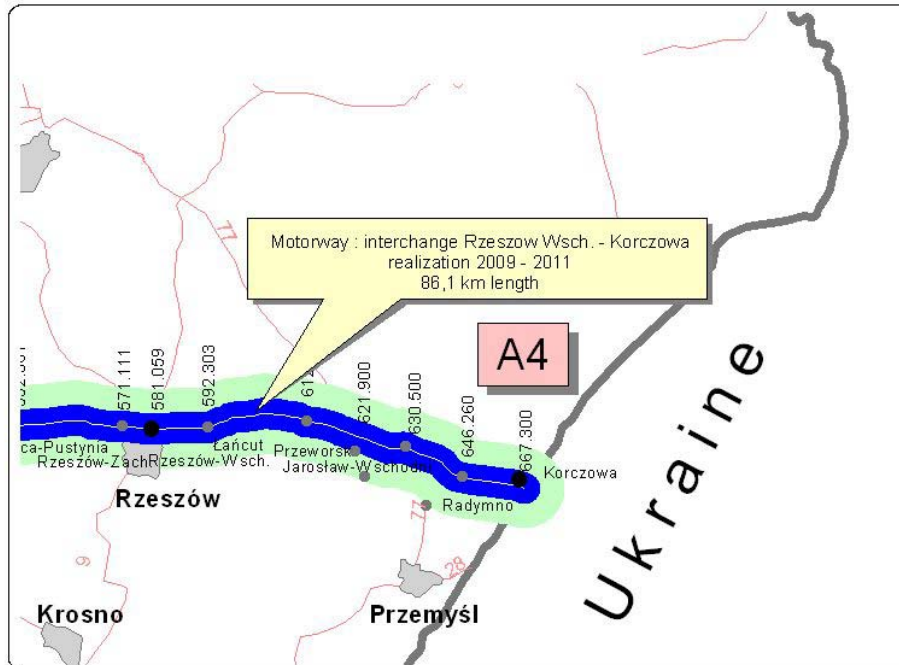 77
Motorway : interchange Rzeszow Wsch. - Korczowa
realization 2009 - 2011
86,1 km length
A4
571.111
581.059
592.303
621.900
630.500
646.260
667.300
Ukraine
ca-Pustynia
Rzeszów-Zach
Rzeszów-Wsch.
Łańcut
Przeworsk
Jarosław-Wschodni
Korczowa
Radymno
Rzeszów
77
9
28
Krosno
Przemyśl